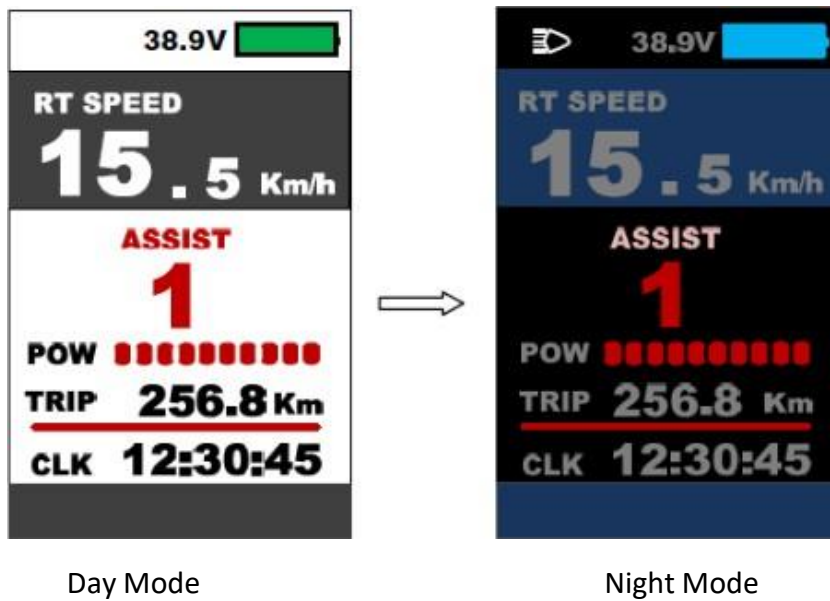 38.9V
RT SPEED
15.5 Km/h
ASSIST
1
POW
TRIP 256.8 Km
CLK 12:30:45
38.9V
RT SPEED
15.5 Km/h
ASSIST
1
POW
TRIP 256.8 Km
CLK 12:30:45
Day Mode
Night Mode